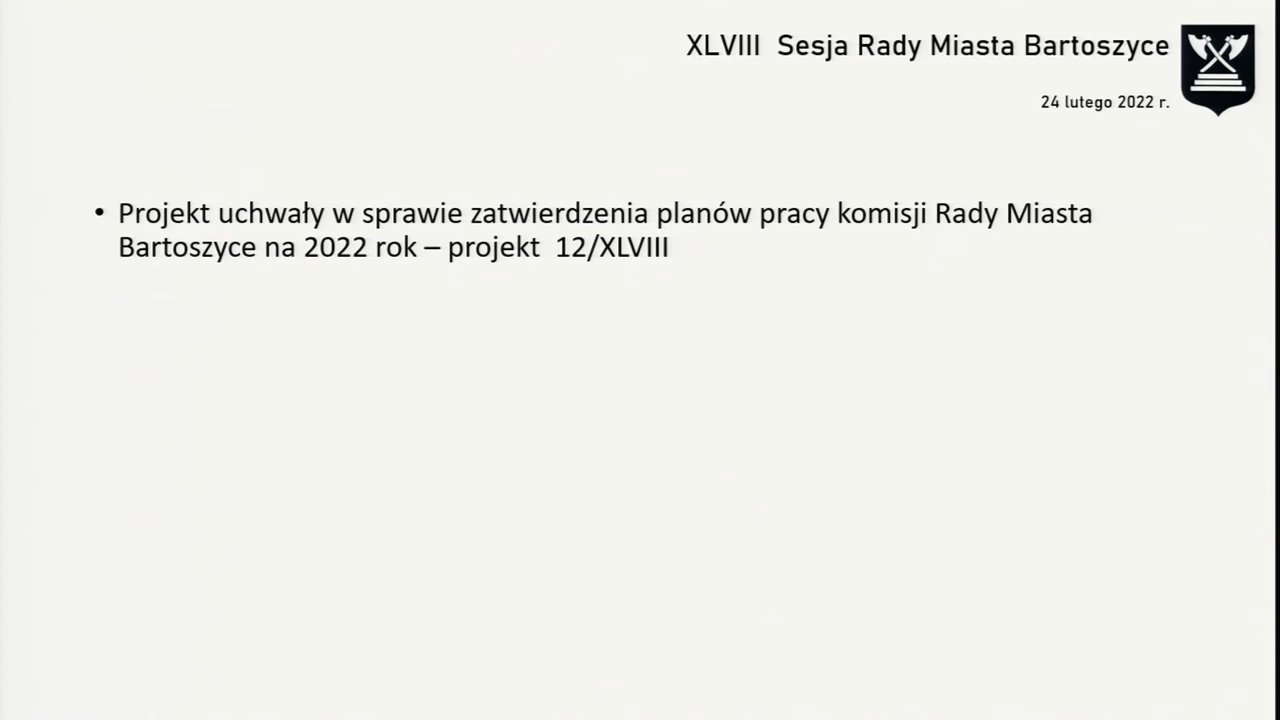 XLVIII  Sesja Rady Miasta Bartoszyce
24 lutego 2022 r.
• Projekt uchwały w sprawie zatwierdzenia planów pracy komisji Rady Miasta
Bartoszyce na 2022 rok – projekt  12/XLVIII